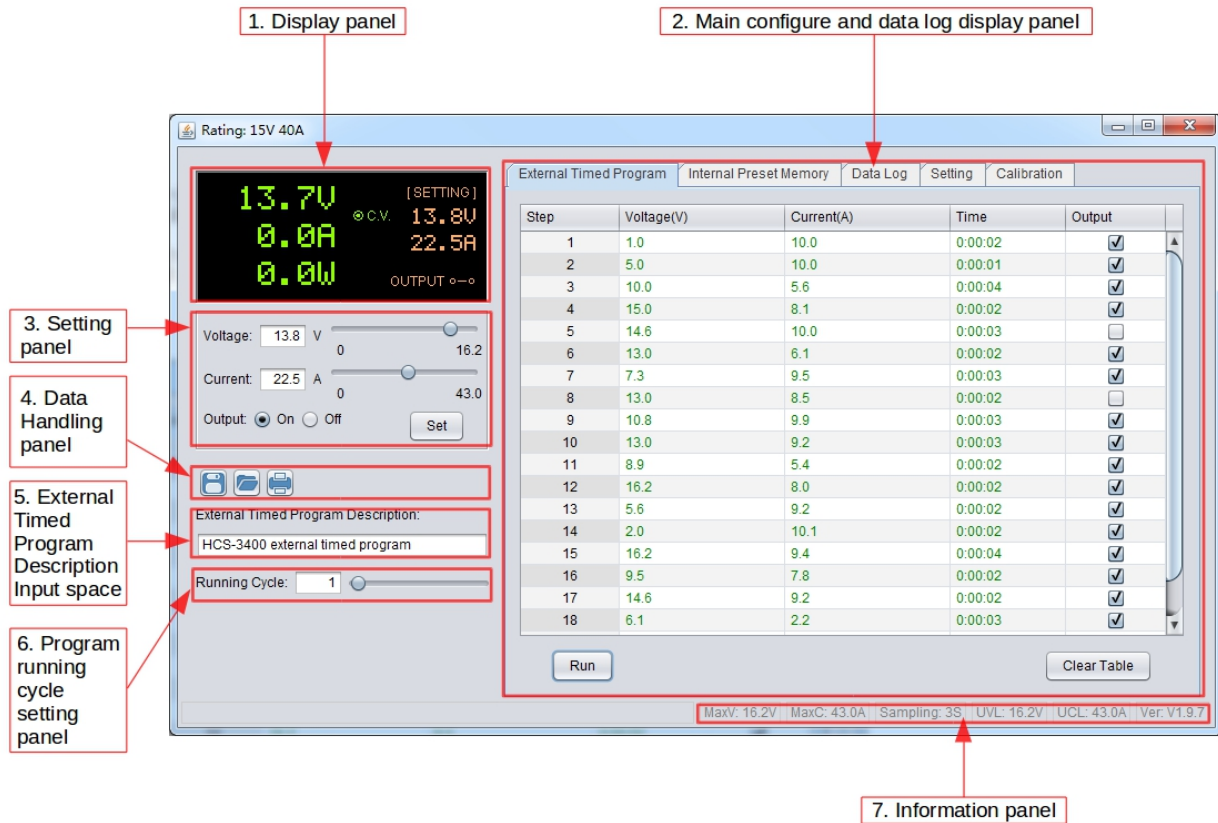 1. Display panel
2. Main configure and data log display panel
Rating: 15V 40A
13.7V
[SETTING]
C.V.
13.8V
0.0A
22.5A
0.0W
OUTPUT
3. Setting
panel
Voltage: 13.8 V
0 16.2
Current: 22.5 A
0 43.0
Output: On Off
Set
4. Data
Handling
panel
5. External
Timed
Program
Description
Input space
External Timed Program Description:
HCS-3400 external timed program
Running Cycle: 1
6. Program
running
cycle
setting
panel
External Timed Program Internal Preset Memory Data Log Setting Calibration
Step Voltage(V) Current(A) Time Output
1 1.0 10.0 0:00:02
2 5.0 10.0 0:00:01
3 10.0 5.6 0:00:04
4 15.0 8.1 0:00:02
5 14.6 10.0 0:00:03
6 13.0 6.1 0:00:02
7 7.3 9.5 0:00:03
8 13.0 8.5 0:00:02
9 10.8 9.9 0:00:03
10 13.0 9.2 0:00:03
11 8.9 5.4 0:00:02
12 16.2 8.0 0:00:02
13 5.6 9.2 0:00:02
14 2.0 10.1 0:00:02
15 16.2 9.4 0:00:04
16 9.5 7.8 0:00:02
17 14.6 9.2 0:00:02
18 6.1 2.2 0:00:03
Run
Clear Table
MaxV: 16.2V MaxC: 43.0A Sampling: 3S UVL: 16.2V UCL: 43.0A Ver: V1.9.7
7. Information panel